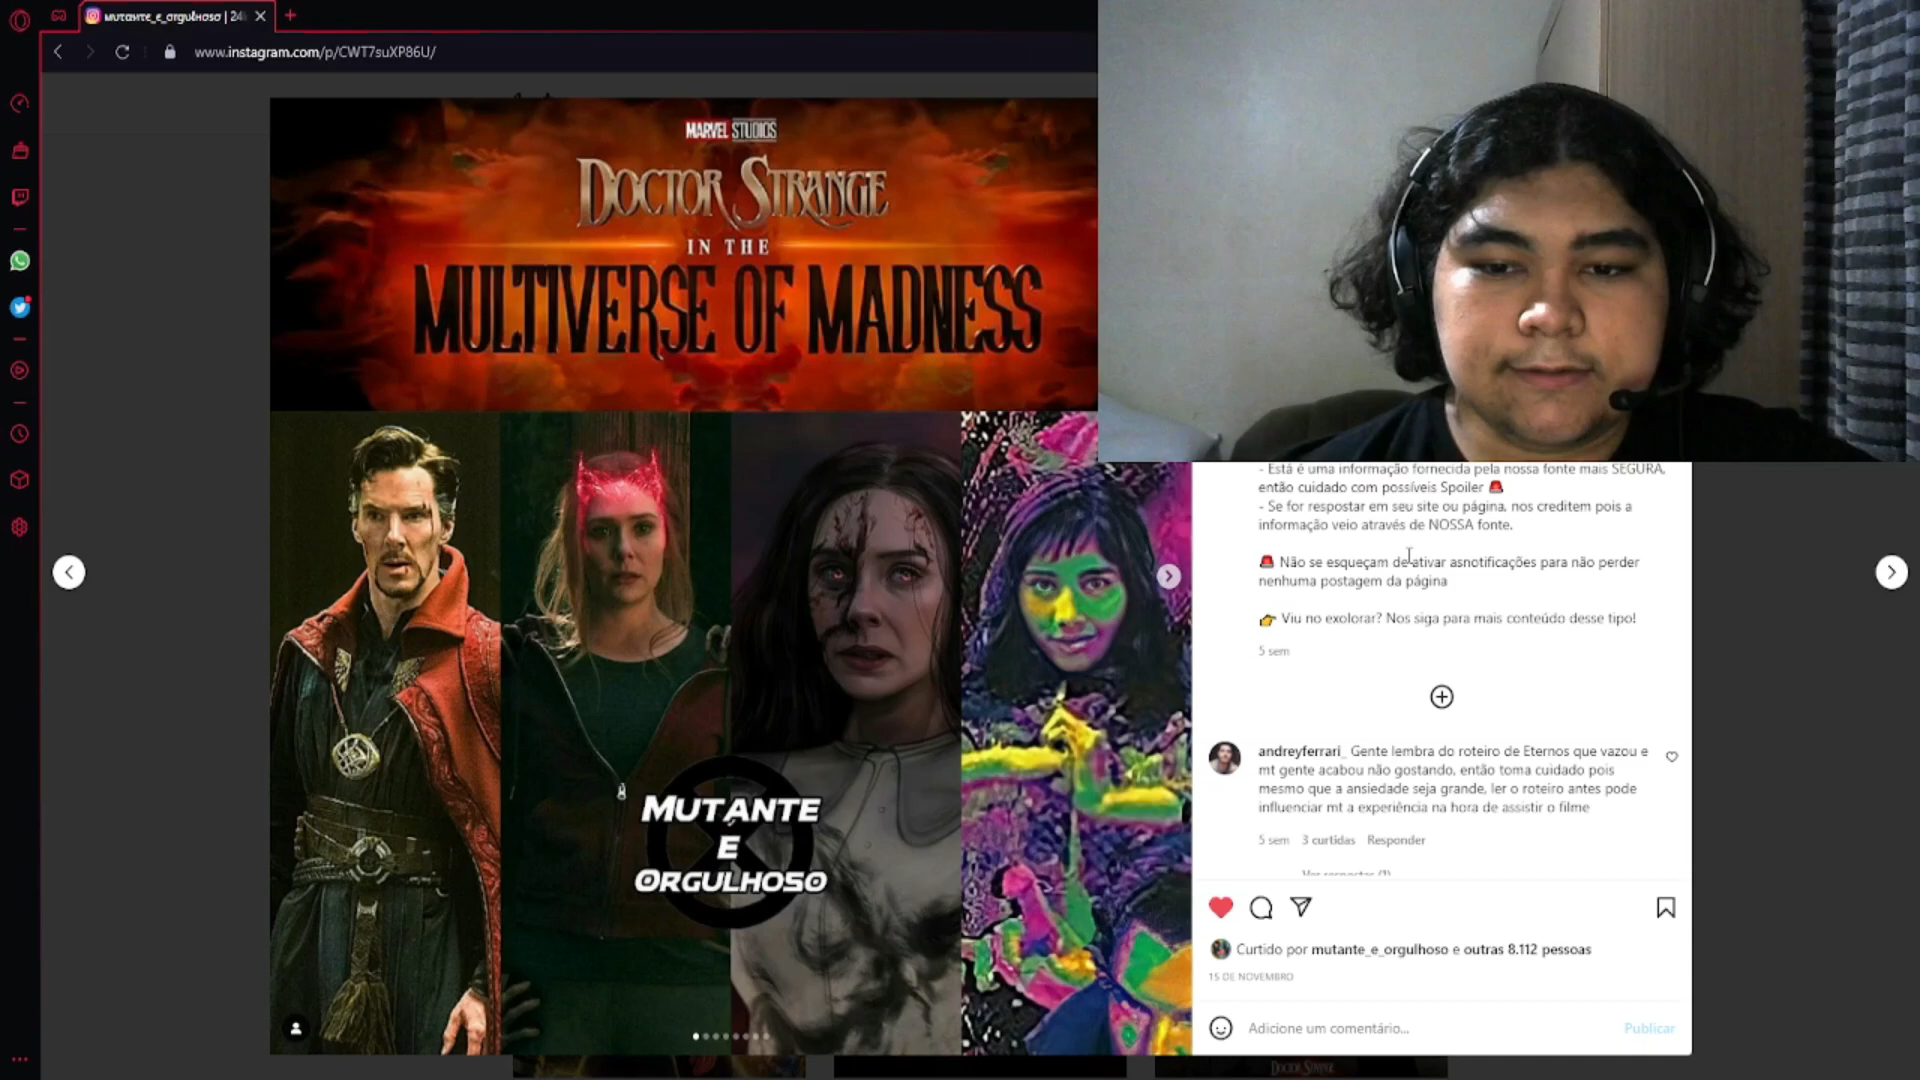 мυταντε_ε_οrgυℓнοsο | 24
www.instagram.com/p/CWT7suXP86U/
MARVEL STUDIOS
DOCTOR STRANGE
IN THE
MULTIVERSE OF MADNESS
MUTANTE
É
ORGULHOSO
- Está é uma informação fornecida pela nossa fonte mais SEGURA,
então cuidado com possíveis Spoiler 🚨
- Se for respostar em seu site ou página, nos creditem pois a
informação veio através de NOSSA fonte.
🚨 Não se esqueçam de ativar asnotificações para não perder
nenhuma postagem da página
👉 Viu no exolorar? Nos siga para mais conteúdo desse tipo!
5 sem
andreyferrari_ Gente lembra do roteiro de Eternos que vazou e
mt gente acabou não gostando, então toma cuidado pois
mesmo que a ansiedade seja grande, ler o roteiro antes pode
influenciar mt a experiência na hora de assistir o filme
5 sem 3 curtidas Responder
Ver respostas (1)
Curtido por mutante_e_orgulhoso e outras 8.112 pessoas
15 DE NOVEMBRO
Adicione um comentário... Publicar
DOCTOR STRANGE